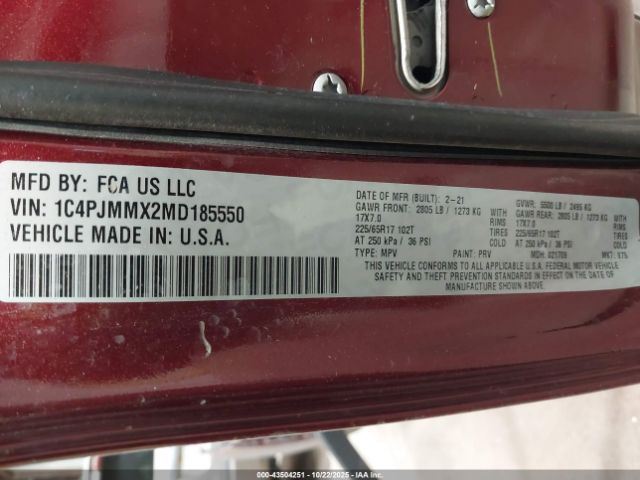 MFD BY: FCA US LLC
VIN: 1C4PJMMX2MD185550
VEHICLE MADE IN: U.S.A.
DATE OF MFR (BUILT): 2-21
GAWR FRONT: 2805 LB / 1273 KG WITH
17X7.0 RIMS
225/65R17 102T TIRES
AT 250 kPa / 36 PSI COLD
TYPE: MPV PAINT: PRV
GVWR: 5500 LB / 2495 KG
GAWR REAR: 2805 LB / 1273 KG WITH
17X7.0 RIMS
225/65R17 102T TIRES
AT 250 kPa / 36 PSI COLD
MDH: 021709
THIS VEHICLE CONFORMS TO ALL APPLICABLE U.S.A. FEDERAL MOTOR VEHICLE
SAFETY AND THEFT PREVENTION STANDARDS IN EFFECT ON THE DATE OF
MANUFACTURE SHOWN ABOVE.
(000-43504251 | 10/22/2025 | IAAI.COM)